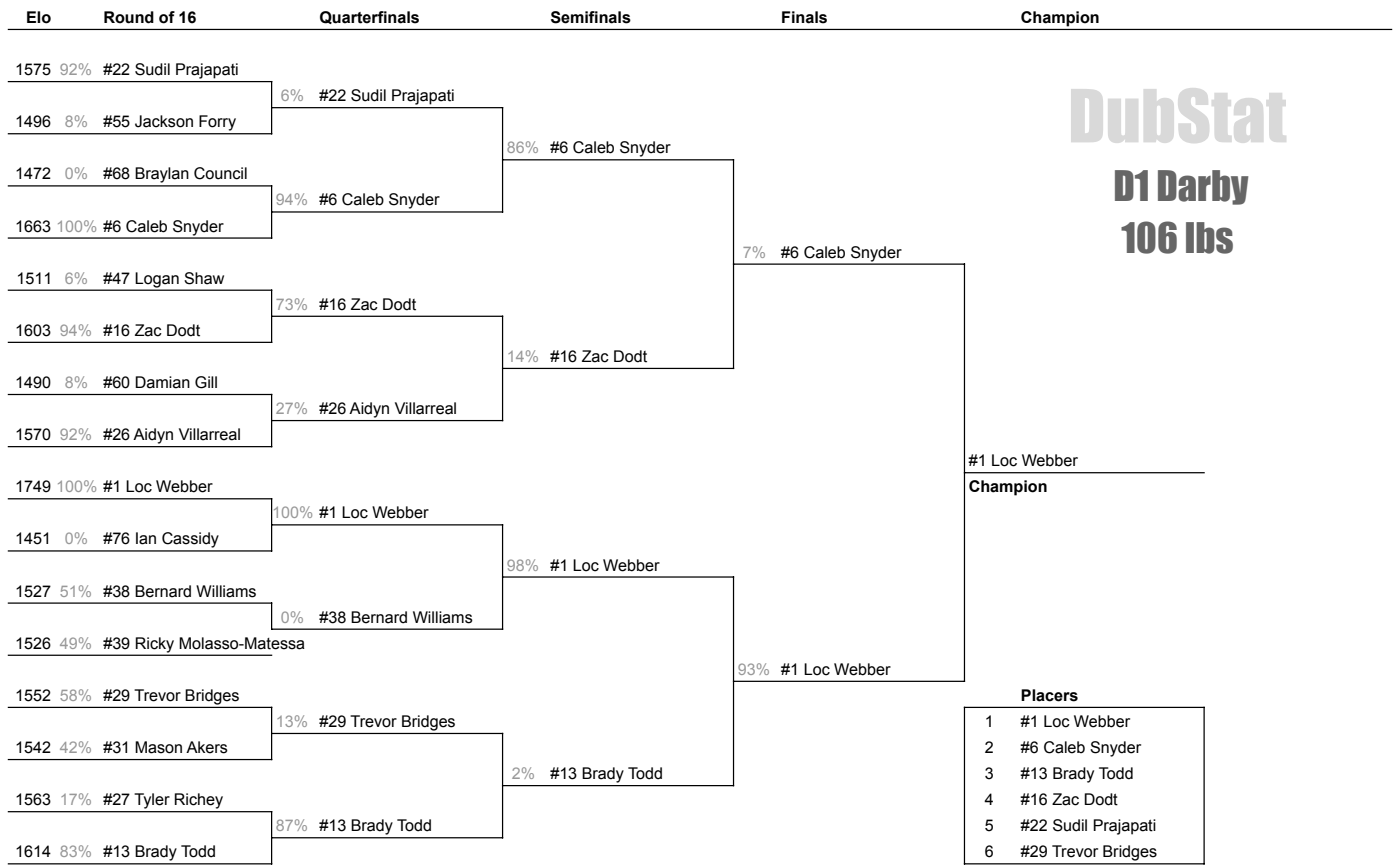 Elo Round of 16 Quarterfinals Semifinals Finals Champion
1575 92% #22 Sudil Prajapati
6% #22 Sudil Prajapati
1496 8% #55 Jackson Forry
86% #6 Caleb Snyder
1472 0% #68 Braylan Council
94% #6 Caleb Snyder
1663 100% #6 Caleb Snyder
7% #6 Caleb Snyder
1511 6% #47 Logan Shaw
73% #16 Zac Dodt
1603 94% #16 Zac Dodt
14% #16 Zac Dodt
1490 8% #60 Damian Gill
27% #26 Aidyn Villarreal
1570 92% #26 Aidyn Villarreal
#1 Loc Webber
Champion
1749 100% #1 Loc Webber
100% #1 Loc Webber
1451 0% #76 Ian Cassidy
98% #1 Loc Webber
1527 51% #38 Bernard Williams
0% #38 Bernard Williams
1526 49% #39 Ricky Molasso-Matessa
93% #1 Loc Webber
1552 58% #29 Trevor Bridges
13% #29 Trevor Bridges
1542 42% #31 Mason Akers
2% #13 Brady Todd
1563 17% #27 Tyler Richey
87% #13 Brady Todd
1614 83% #13 Brady Todd
DubStat
D1 Darby
106 lbs
Placers
1 #1 Loc Webber
2 #6 Caleb Snyder
3 #13 Brady Todd
4 #16 Zac Dodt
5 #22 Sudil Prajapati
6 #29 Trevor Bridges